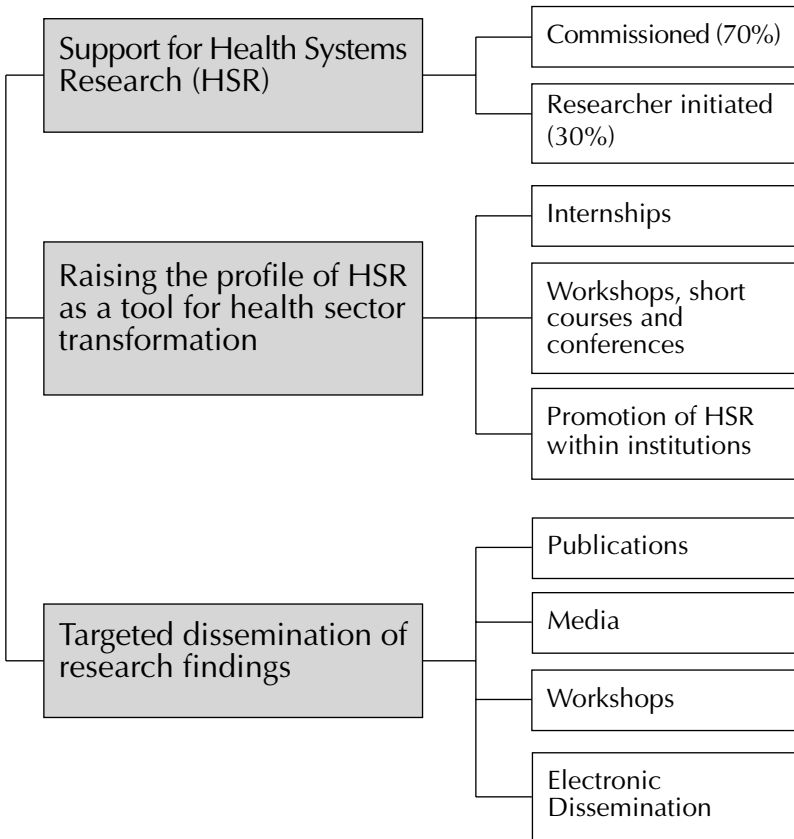 Support for Health Systems
Research (HSR)
Commissioned (70%)
Researcher initiated
(30%)
Raising the profile of HSR
as a tool for health sector
transformation
Internships
Workshops, short
courses and
conferences
Promotion of HSR
within institutions
Targeted dissemination of
research findings
Publications
Media
Workshops
Electronic
Dissemination